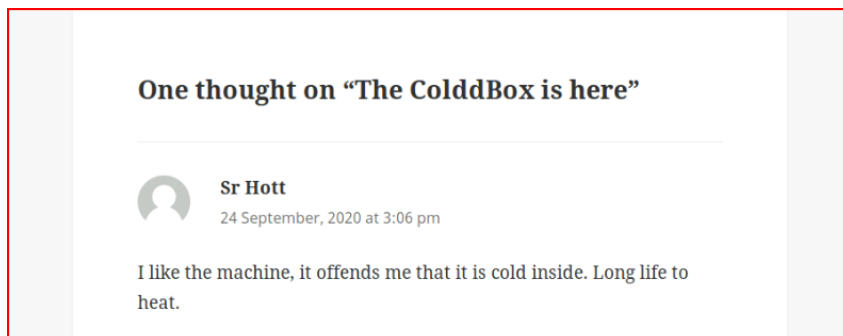 One thought on “The ColddBox is here”
Sr Hott
24 September, 2020 at 3:06 pm
I like the machine, it offends me that it is cold inside. Long life to
heat.